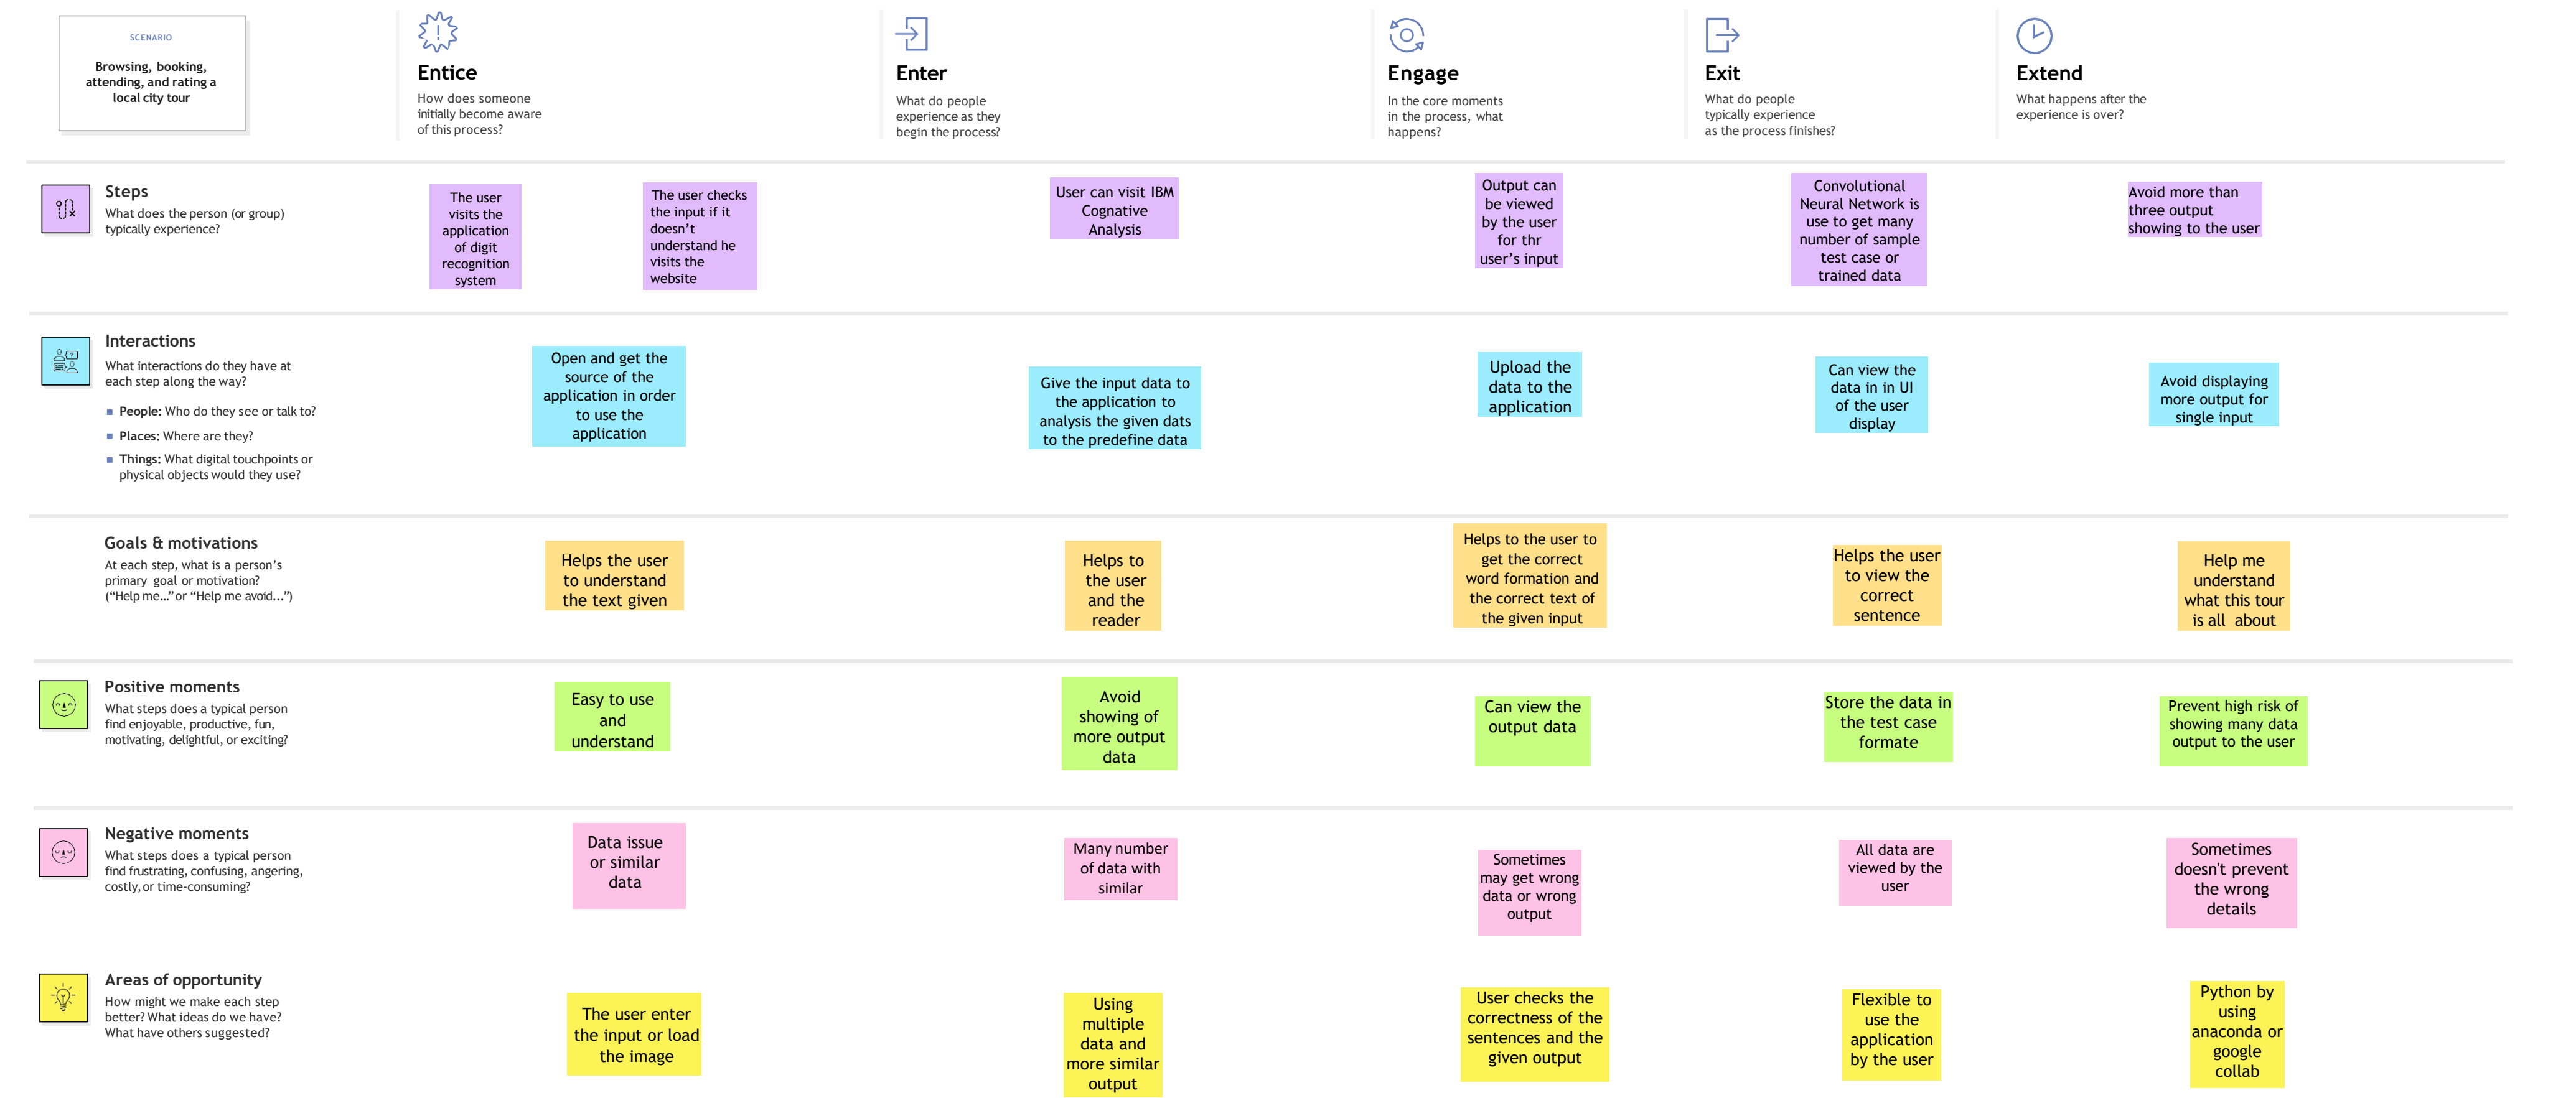 SCENARIO
Browsing, booking,
attending, and rating a
local city tour
Entice
How does someone
initially become aware
of this process?
Enter
What do people
experience as they
begin the process?
Engage
In the core moments
in the process, what
happens?
Exit
What do people
typically experience
as the process finishes?
Extend
What happens after the
experience is over?
Steps
What does the person (or group)
typically experience?
The user
visits the
application
of digit
recognition
system
The user checks
the input if it
doesn’t
understand he
visits the
website
User can visit IBM
Cognative
Analysis
Output can
be viewed
by the user
for thr
user’s input
Convolutional
Neural Network is
use to get many
number of sample
test case or
trained data
Avoid more than
three output
showing to the user
Interactions
What interactions do they have at
each step along the way?
People: Who do they see or talk to?
Places: Where are they?
Things: What digital touchpoints or
physical objects would they use?
Open and get the
source of the
application in order
to use the
application
Give the input data to
the application to
analysis the given dats
to the predefine data
Upload the
data to the
application
Can view the
data in in UI
of the user
display
Avoid displaying
more output for
single input
Goals & motivations
At each step, what is a person’s
primary goal or motivation?
(“Help me...” or “Help me avoid...”)
Helps the user
to understand
the text given
Helps to
the user
and the
reader
Helps to the user to
get the correct
word formation and
the correct text of
the given input
Helps the user
to view the
correct
sentence
Help me
understand
what this tour
is all about
Positive moments
What steps does a typical person
find enjoyable, productive, fun,
motivating, delightful, or exciting?
Easy to use
and
understand
Avoid
showing of
more output
data
Can view the
output data
Store the data in
the test case
formate
Prevent high risk of
showing many data
output to the user
Negative moments
What steps does a typical person
find frustrating, confusing, angering,
costly, or time-consuming?
Data issue
or similar
data
Many number
of data with
similar
Sometimes
may get wrong
data or wrong
output
All data are
viewed by the
user
Sometimes
doesn't prevent
the wrong
details
Areas of opportunity
How might we make each step
better? What ideas do we have?
What have others suggested?
The user enter
the input or load
the image
Using
multiple
data and
more similar
output
User checks the
correctness of the
sentences and the
given output
Flexible to
use the
application
by the user
Python by
using
anaconda or
google
collab